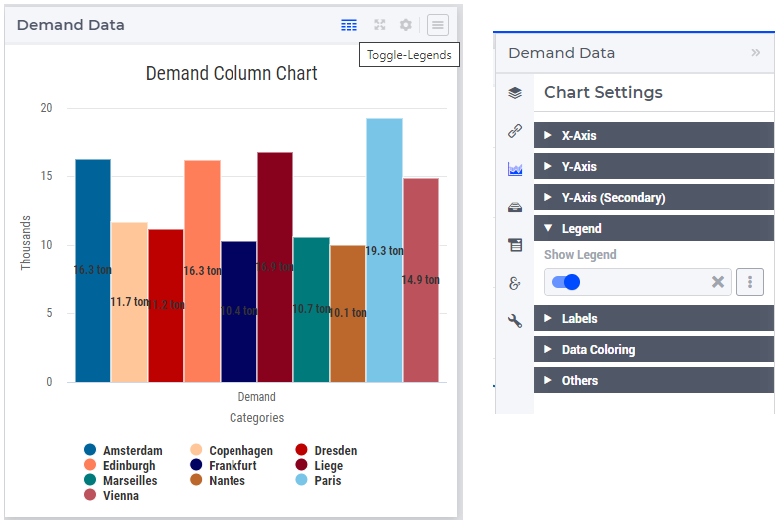 Demand Data
Toggle-Legends
Demand Column Chart
20
15
10
5
0
Thousands
16.3 ton
11.7 ton
11.2 ton
16.3 ton
10.4 ton
16.9 ton
10.7 ton
10.1 ton
19.3 ton
14.9 ton
Demand
Categories
Amsterdam Copenhagen Dresden
Edinburgh Frankfurt Liege
Marseilles Nantes Paris
Vienna
Demand Data »
Chart Settings
X-Axis
Y-Axis
Y-Axis (Secondary)
Legend
Show Legend
Labels
Data Coloring
Others